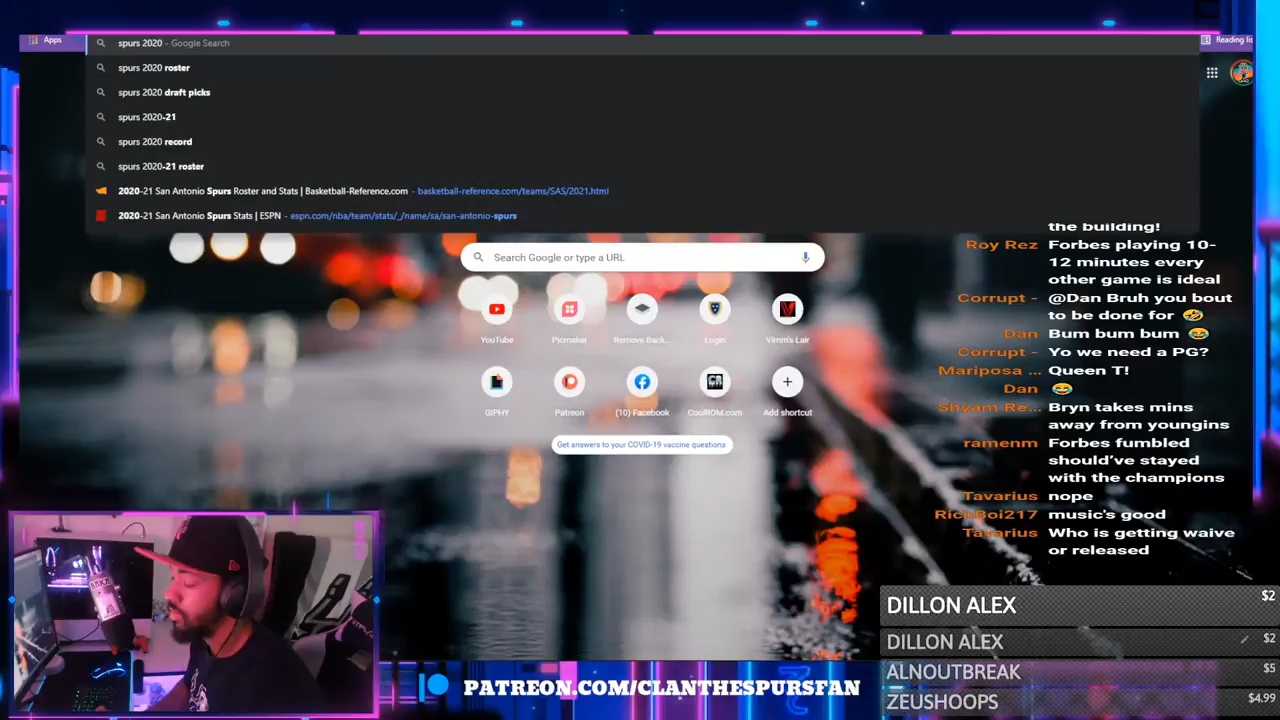 Apps
spurs 2020 - Google Search
Reading lis
spurs 2020 roster
spurs 2020 draft picks
spurs 2020-21
spurs 2020 record
spurs 2020-21 roster
2020-21 San Antonio Spurs Roster and Stats | Basketball-Reference.com - basketball-reference.com/teams/SAS/2021.html
2020-21 San Antonio Spurs Stats | ESPN - espn.com/nba/team/stats/_/name/sa/san-antonio-spurs
Search Google or type a URL
YouTube
Picmaker
Remove Back...
Login
Vimm's Lair
GIPHY
Patreon
(10) Facebook
CoolROM.com
Add shortcut
Get answers to your COVID-19 vaccine questions
the building!
Roy Rez Forbes playing 10-
12 minutes every
other game is ideal
Corrupt - @Dan Bruh you bout
to be done for 🤣
Dan Bum bum bum 😂
Corrupt - Yo we need a PG?
Mariposa ... Queen T!
Dan 😂
Shyam Re... Bryn takes mins
away from youngins
ramenm Forbes fumbled
should've stayed
with the champions
Tavarius nope
RichBoi217 music's good
Tavarius Who is getting waive
or released
DILLON ALEX $2
DILLON ALEX $2
ALNOUTBREAK $5
ZEUSHOOPS $4.99
PATREON.COM/CLANTHESPURSFAN